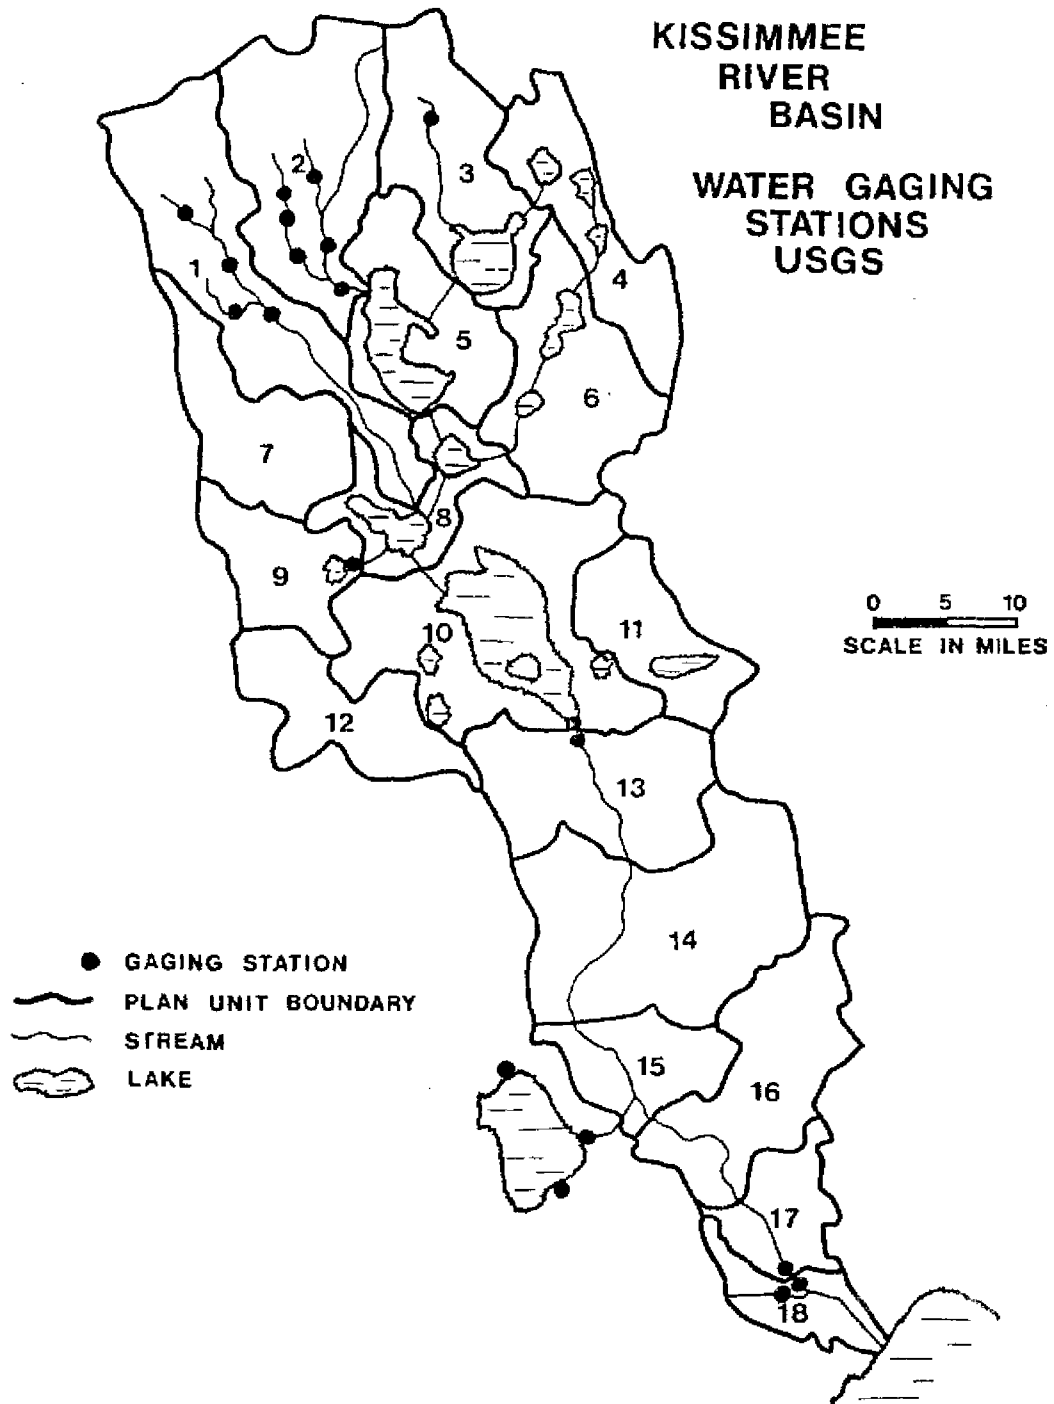 KISSIMMEE
RIVER
BASIN
WATER GAGING
STATIONS
USGS
2
3
1
4
5
6
7
8
9
10
11
12
13
14
15
16
17
18
0 5 10
SCALE IN MILES
GAGING STATION
PLAN UNIT BOUNDARY
STREAM
LAKE